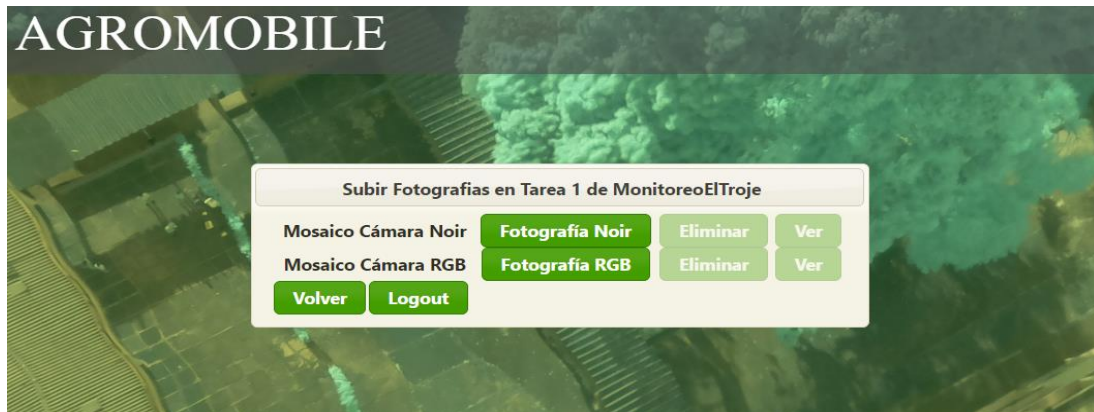 AGROMOBILE
Subir Fotografias en Tarea 1 de MonitoreoElTroje
Mosaico Cámara Noir Fotografía Noir Eliminar Ver
Mosaico Cámara RGB Fotografía RGB Eliminar Ver
Volver Logout